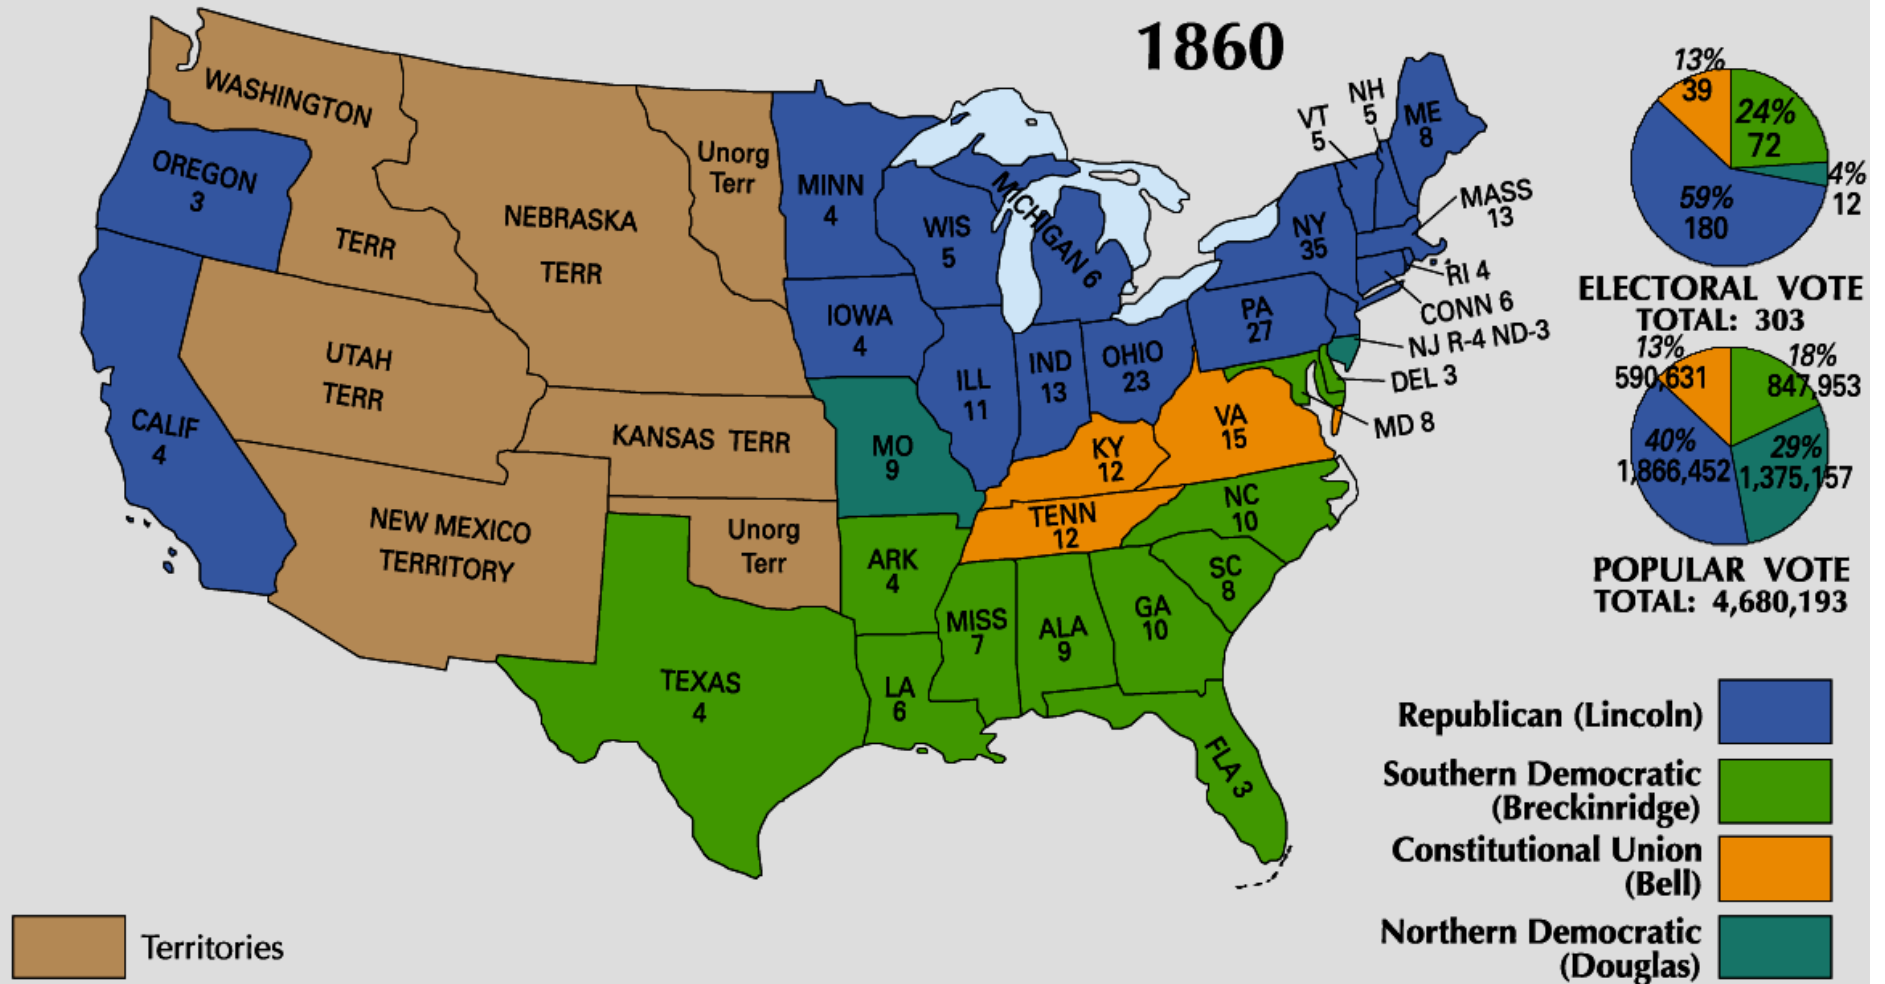 1860
WASHINGTON
TERR
OREGON
3
CALIF
4
NEBRASKA
TERR
Unorg
Terr
UTAH
TERR
KANSAS TERR
NEW MEXICO
TERRITORY
Unorg
Terr
MINN
4
WIS
5
MICHIGAN 6
IOWA
4
ILL
11
IND
13
OHIO
23
PA
27
NY
35
VT
5
NH
5
ME
8
MASS
13
RI 4
CONN 6
NJ R-4 ND-3
DEL 3
MD 8
MO
9
KY
12
VA
15
TENN
12
NC
10
SC
8
ARK
4
MISS
7
ALA
9
GA
10
TEXAS
4
LA
6
FLA 3
13%
39
24%
72
4%
12
59%
180
ELECTORAL VOTE
TOTAL: 303
13%
590,631
18%
847,953
40%
1,866,452
29%
1,375,157
POPULAR VOTE
TOTAL: 4,680,193
Republican (Lincoln)
Southern Democratic
(Breckinridge)
Constitutional Union
(Bell)
Northern Democratic
(Douglas)
Territories